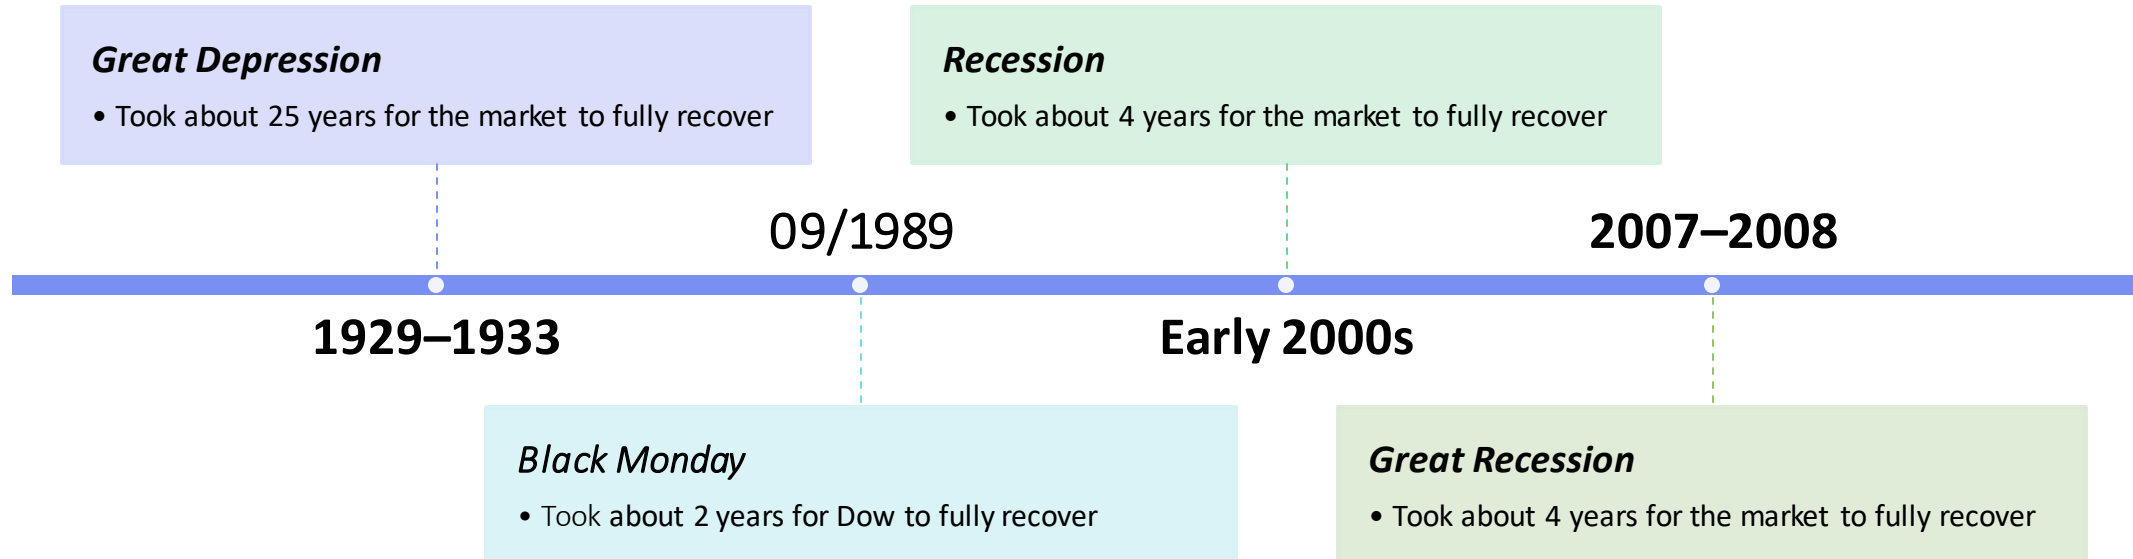 Great Depression
• Took about 25 years for the market to fully recover
Recession
• Took about 4 years for the market to fully recover
09/1989
2007–2008
1929–1933
Early 2000s
Black Monday
• Took about 2 years for Dow to fully recover
Great Recession
• Took about 4 years for the market to fully recover